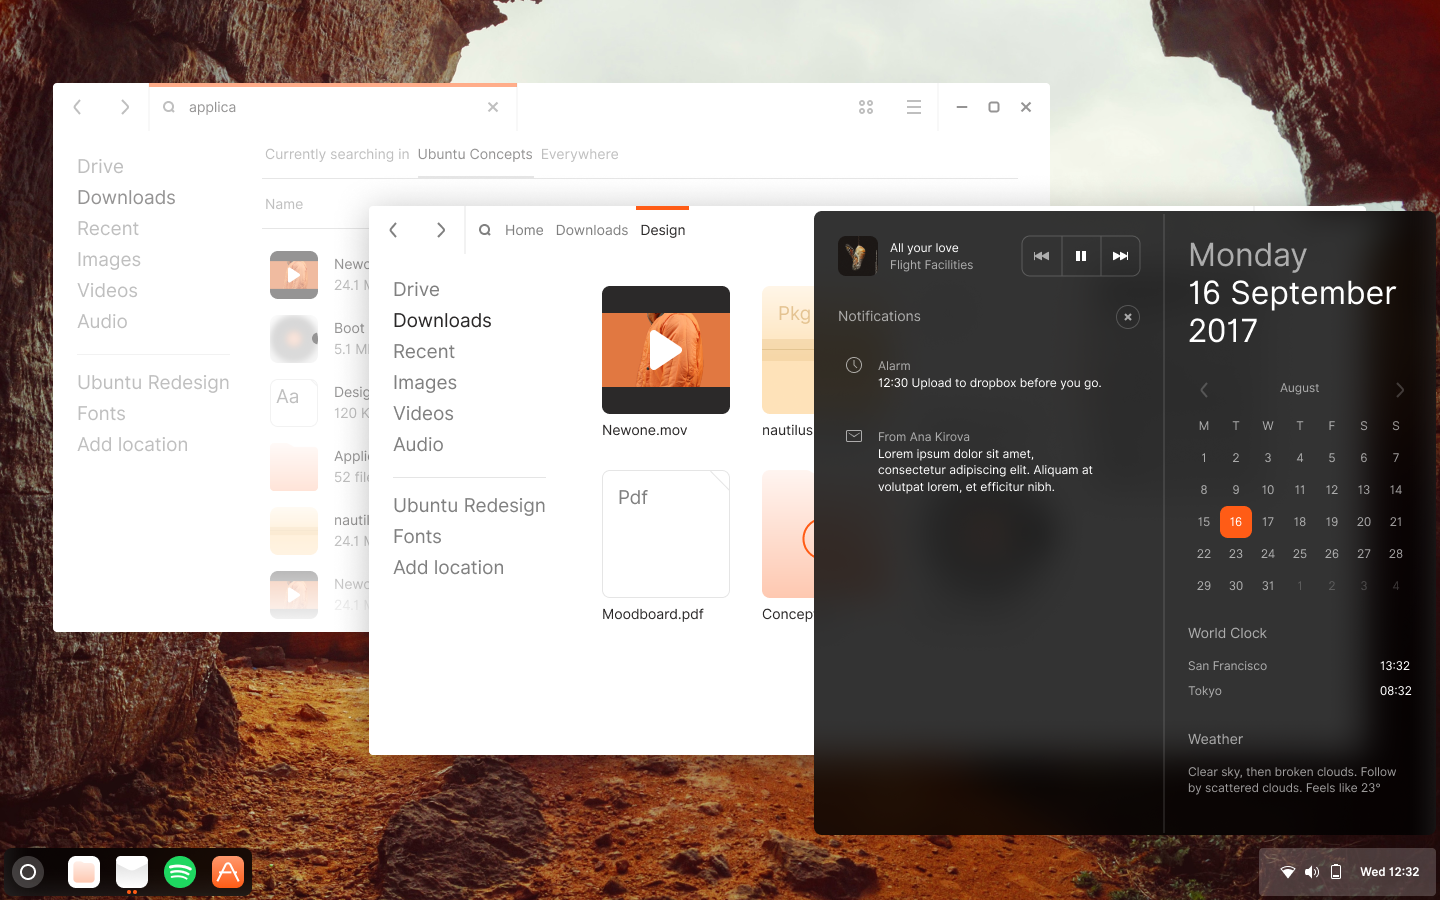 applica
Currently searching in Ubuntu Concepts Everywhere
Name
Drive
Downloads
Recent
Images
Videos
Audio
Ubuntu Redesign
Fonts
Add location
24.1 M
Boot
5.1 M
Aa
120 K
52 file
24.1 M
24.1
Home Downloads Design
Drive
Downloads
Recent
Images
Videos
Audio
Ubuntu Redesign
Fonts
Add location
Newone.mov
Pkg
nautilus
Pdf
Moodboard.pdf
Concep
All your love
Flight Facilities
Notifications
Alarm
12:30 Upload to dropbox before you go.
From Ana Kirova
Lorem ipsum dolor sit amet,
consectetur adipiscing elit. Aliquam at
volutpat lorem, et efficitur nibh.
Monday
16 September
2017
August
M T W T F S S
1 2 3 4 5 6 7
8 9 10 11 12 13 14
15 16 17 18 19 20 21
22 23 24 25 26 27 28
29 30 31 1 2 3 4
World Clock
San Francisco 13:32
Tokyo 08:32
Weather
Clear sky, then broken clouds. Follow
by scattered clouds. Feels like 23°
Wed 12:32